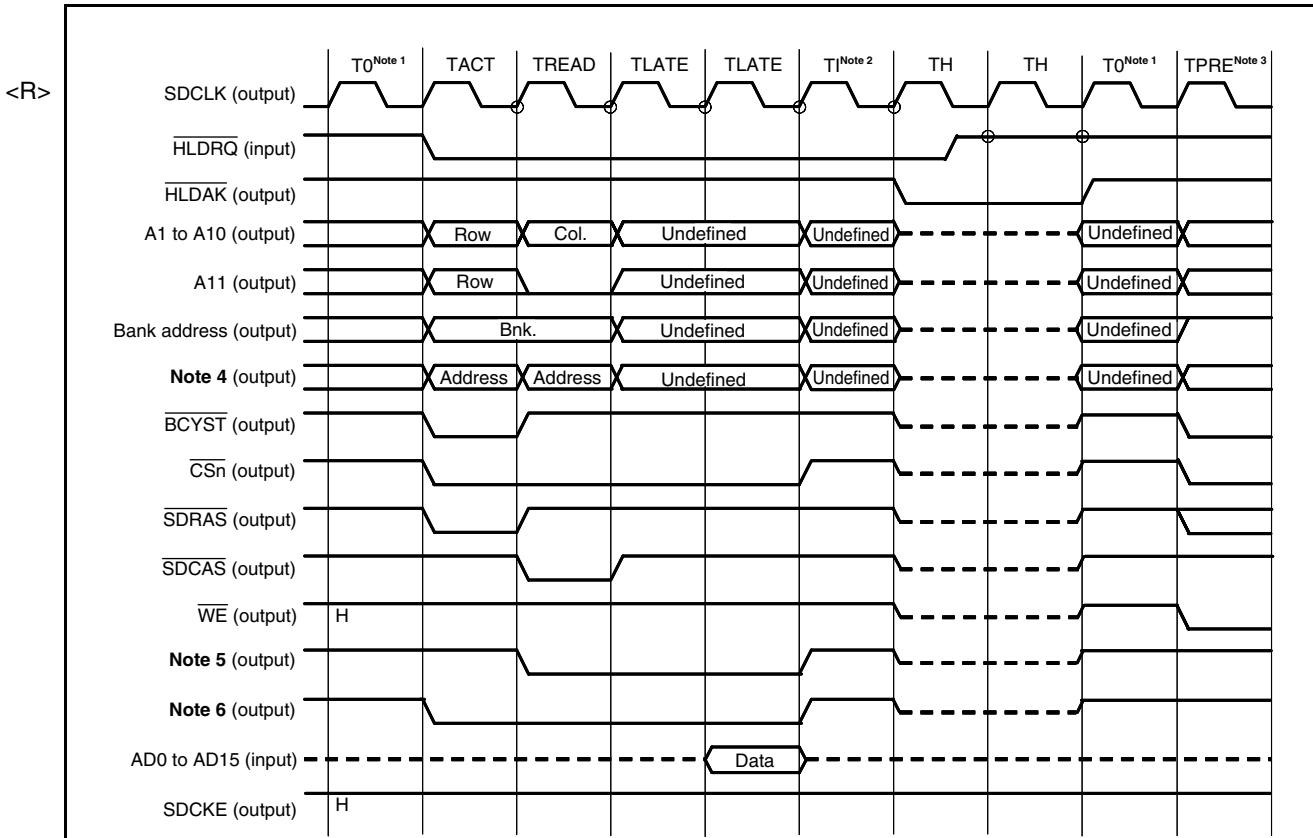 <R>
T0Note 1 TACT TREAD TLATE TLATE TINote 2 TH TH T0Note 1 TPRENote 3
SDCLK (output)
HLDRQ (input)
HLDAK (output)
A1 to A10 (output) Row Col. Undefined Undefined Undefined
A11 (output) Row Undefined Undefined Undefined
Bank address (output) Bnk. Undefined Undefined Undefined
Note 4 (output) Address Address Undefined Undefined Undefined
BCYST (output)
CSn (output)
SDRAS (output)
SDCAS (output)
WE (output) H
Note 5 (output)
Note 6 (output)
AD0 to AD15 (input) Data
SDCKE (output) H